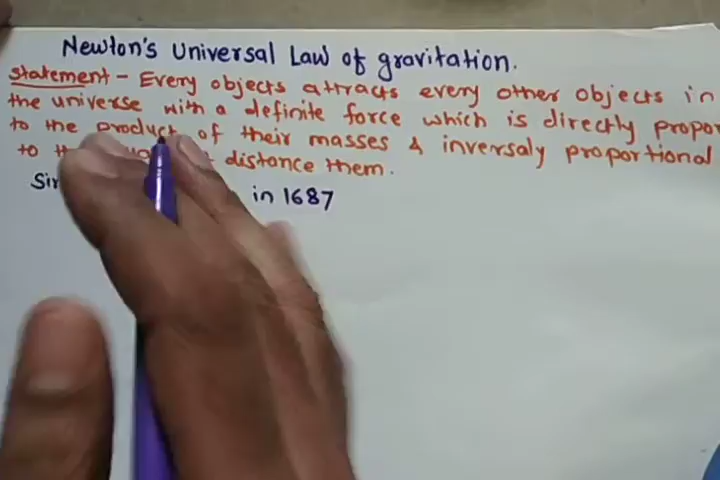 Newton's Universal Law of gravitation.
Statement - Every objects attracts every other objects in
the universe with a definite force which is directly propor
to the product of their masses & inversaly proportional
to distance them.
in 1687